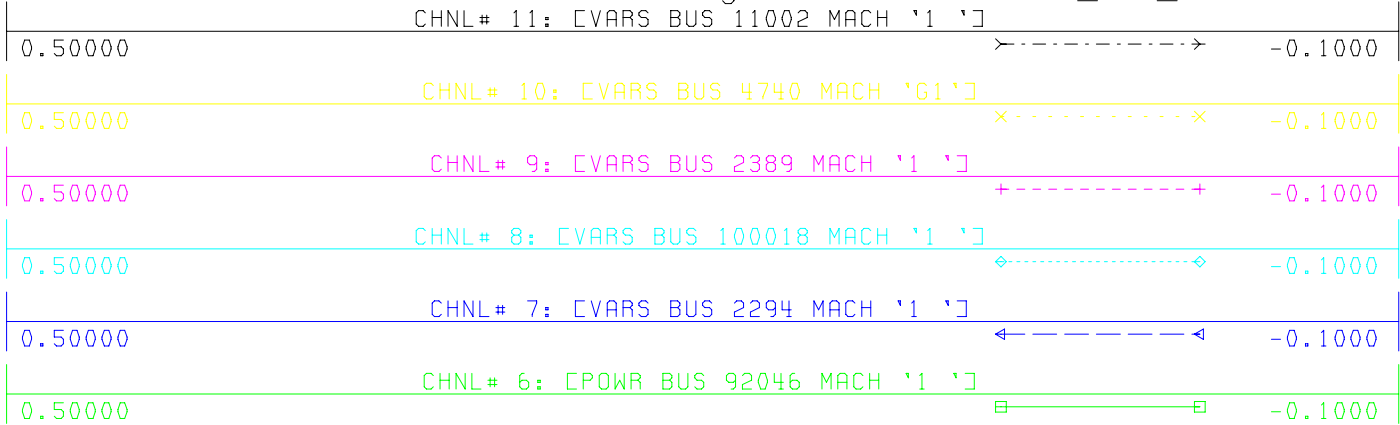 CHNL# 11: [VARS BUS 11002 MACH '1 ']
0.50000 -0.1000
CHNL# 10: [VARS BUS 4740 MACH 'G1']
0.50000 -0.1000
CHNL# 9: [VARS BUS 2389 MACH '1 ']
0.50000 -0.1000
CHNL# 8: [VARS BUS 100018 MACH '1 ']
0.50000 -0.1000
CHNL# 7: [VARS BUS 2294 MACH '1 ']
0.50000 -0.1000
CHNL# 6: [POWR BUS 92046 MACH '1 ']
0.50000 -0.1000